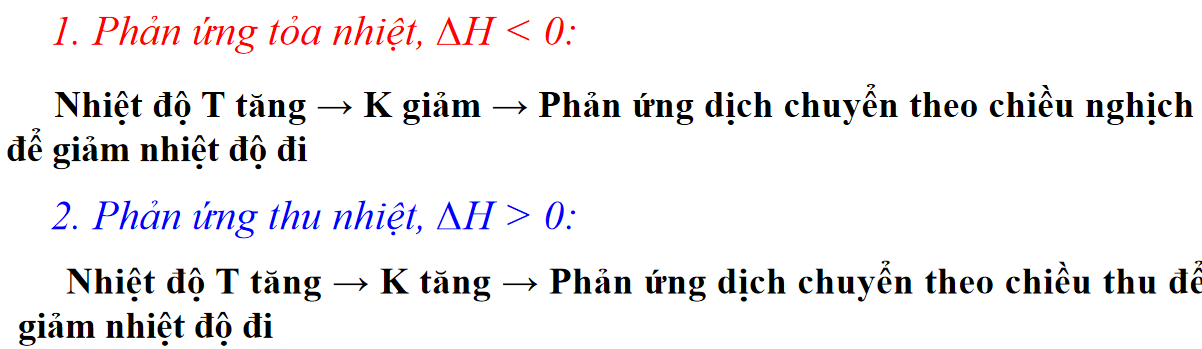 1. Phản ứng tỏa nhiệt, ΔH < 0:
Nhiệt độ T tăng → K giảm → Phản ứng dịch chuyển theo chiều nghịch
để giảm nhiệt độ đi
2. Phản ứng thu nhiệt, ΔH > 0:
Nhiệt độ T tăng → K tăng → Phản ứng dịch chuyển theo chiều thu để
giảm nhiệt độ đi